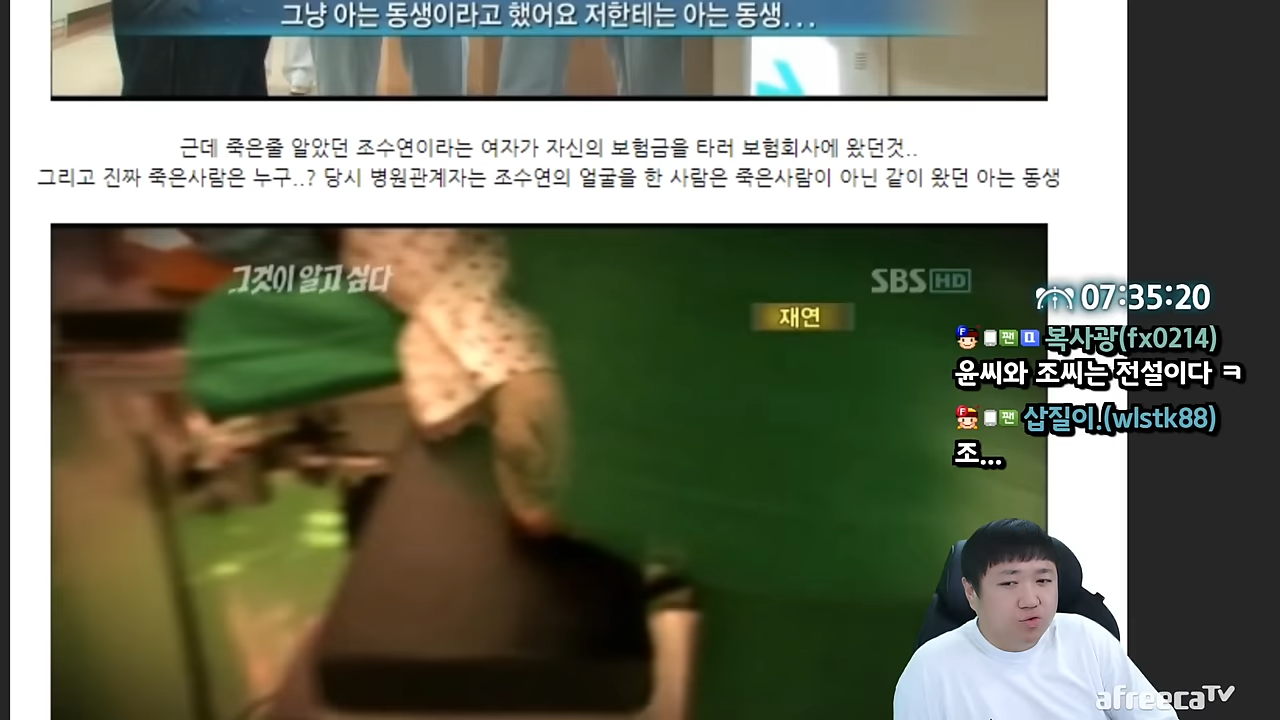 그냥 아는 동생이라고 했어요 저한테는 아는 동생...
근데 죽은줄 알았던 조수연이라는 여자가 자신의 보험금을 타러 보험회사에 왔던것..
그리고 진짜 죽은사람은 누구..? 당시 병원관계자는 조수연의 얼굴을 한 사람은 죽은사람이 아닌 같이 왔던 아는 동생
그것이 알고 싶다
SBS HD
재연
07:35:20
F 팬 복사광(fx0214)
윤씨와 조씨는 전설이다 ㅋ
F 팬 삽질이.(wlstk88)
조...
afreecaTV